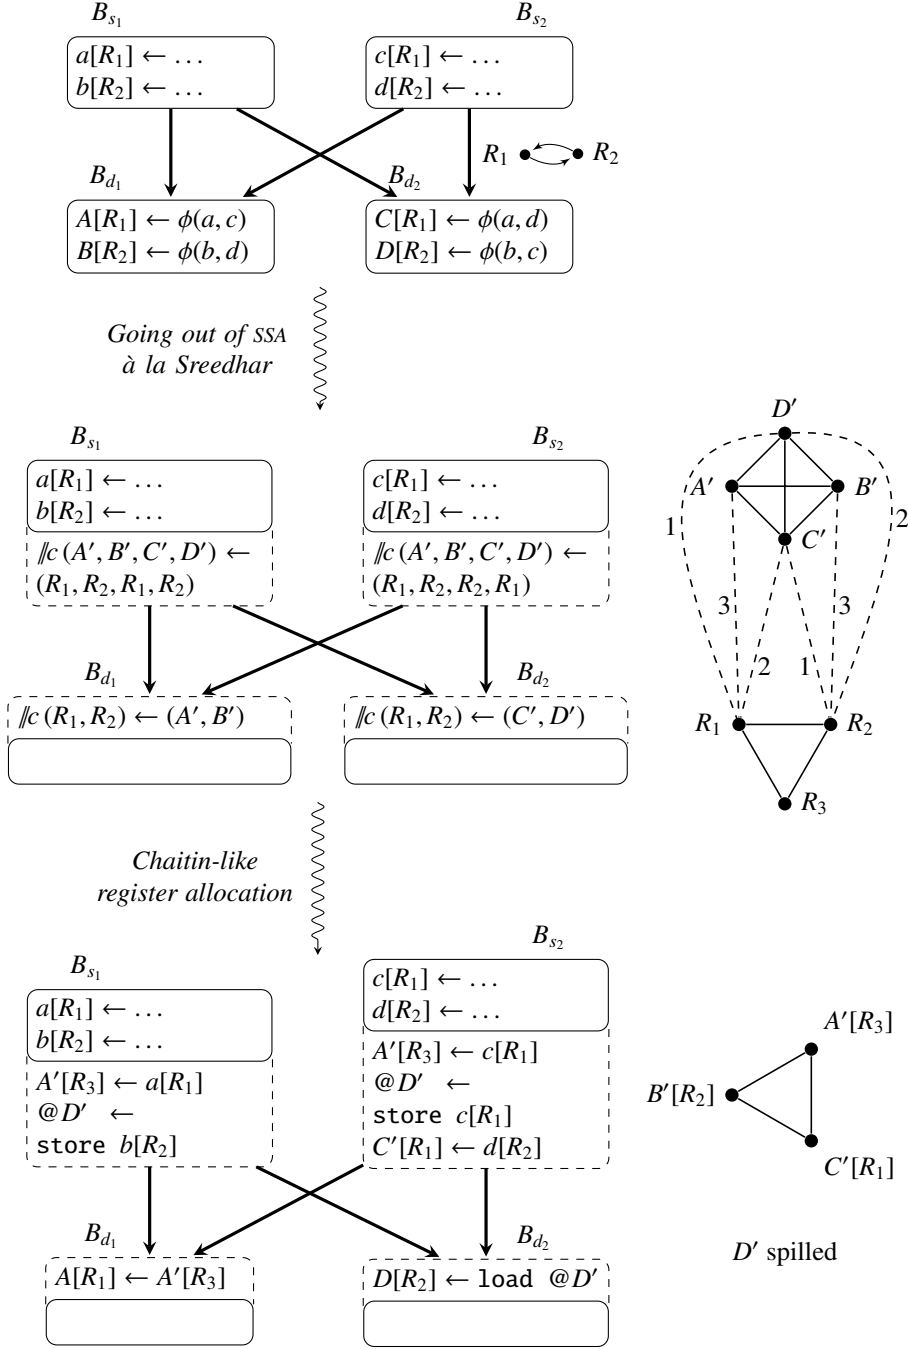 B_{s_1}
B_{s_2}
a[R_1] ← …
b[R_2] ← …
c[R_1] ← …
d[R_2] ← …
R_1 R_2
B_{d_1}
B_{d_2}
A[R_1] ← ϕ(a, c)
B[R_2] ← ϕ(b, d)
C[R_1] ← ϕ(a, d)
D[R_2] ← ϕ(b, c)
Going out of SSA
à la Sreedhar
B_{s_1}
B_{s_2}
a[R_1] ← …
b[R_2] ← …
//c (A′, B′, C′, D′) ←
(R_1, R_2, R_1, R_2)
c[R_1] ← …
d[R_2] ← …
//c (A′, B′, C′, D′) ←
(R_1, R_2, R_2, R_1)
B_{d_1}
B_{d_2}
//c (R_1, R_2) ← (A′, B′)
//c (R_1, R_2) ← (C′, D′)
D′
A′ B′
C′
1 2
3 3
2 1
R_1 R_2
R_3
Chaitin-like
register allocation
B_{s_1}
B_{s_2}
a[R_1] ← …
b[R_2] ← …
A′[R_3] ← a[R_1]
@D′ ←
store b[R_2]
c[R_1] ← …
d[R_2] ← …
A′[R_3] ← c[R_1]
@D′ ←
store c[R_1]
C′[R_1] ← d[R_2]
B_{d_1}
B_{d_2}
A[R_1] ← A′[R_3]
D[R_2] ← load @D′
A′[R_3]
B′[R_2]
C′[R_1]
D′ spilled